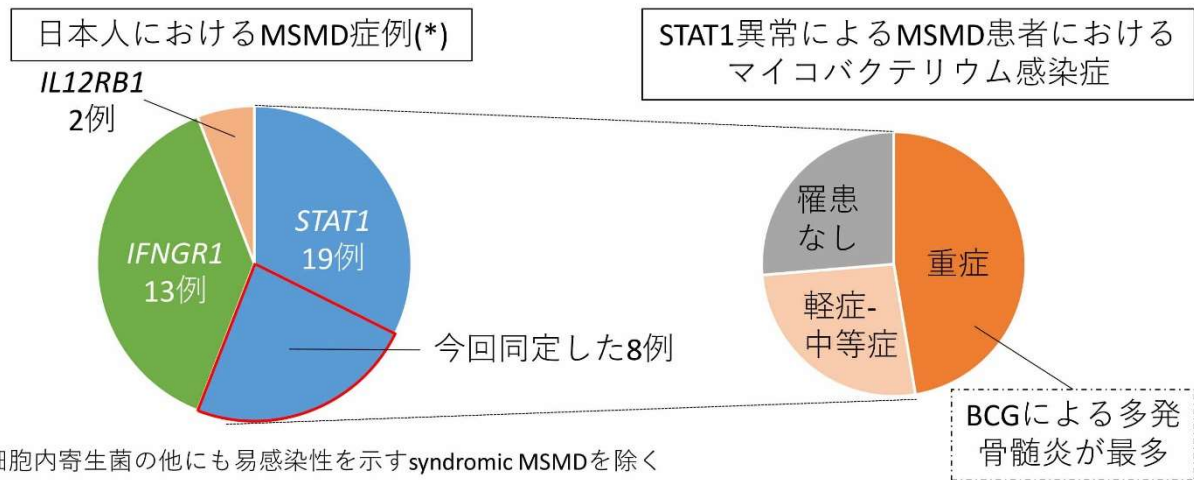 日本人におけるMSMD症例(*)
STAT1異常によるMSMD患者における
マイコバクテリウム感染症
IL12RB1
2例
STAT1
19例
IFNGR1
13例
今回同定した8例
罹患
なし
重症
軽症-
中等症
BCGによる多発
骨髄炎が最多
胞内寄生菌の他にも易感染性を示すsyndromic MSMDを除く